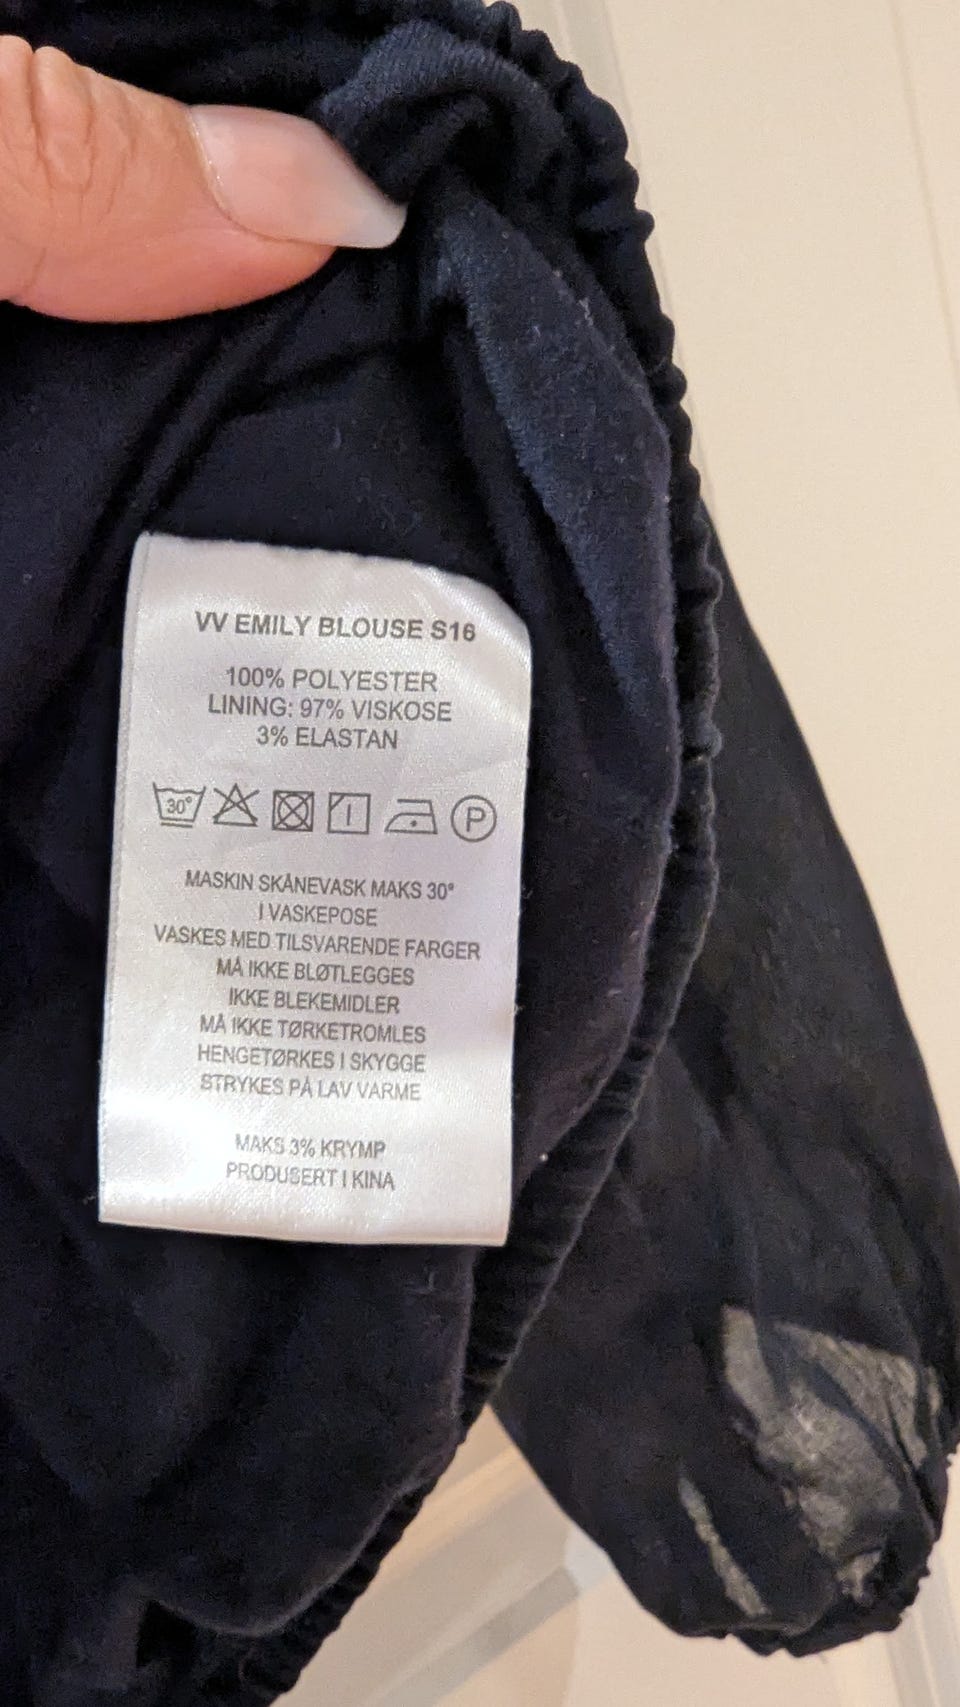 VV EMILY BLOUSE S16
100% POLYESTER
LINING: 97% VISKOSE
3% ELASTAN
30° I P
MASKIN SKÅNEVASK MAKS 30°
I VASKEPOSE
VASKES MED TILSVARENDE FARGER
MÅ IKKE BLØTLEGGES
IKKE BLEKEMIDLER
MÅ IKKE TØRKETROMLES
HENGETØRKES I SKYGGE
STRYKES PÅ LAV VARME
MAKS 3% KRYMP
PRODUSERT I KINA